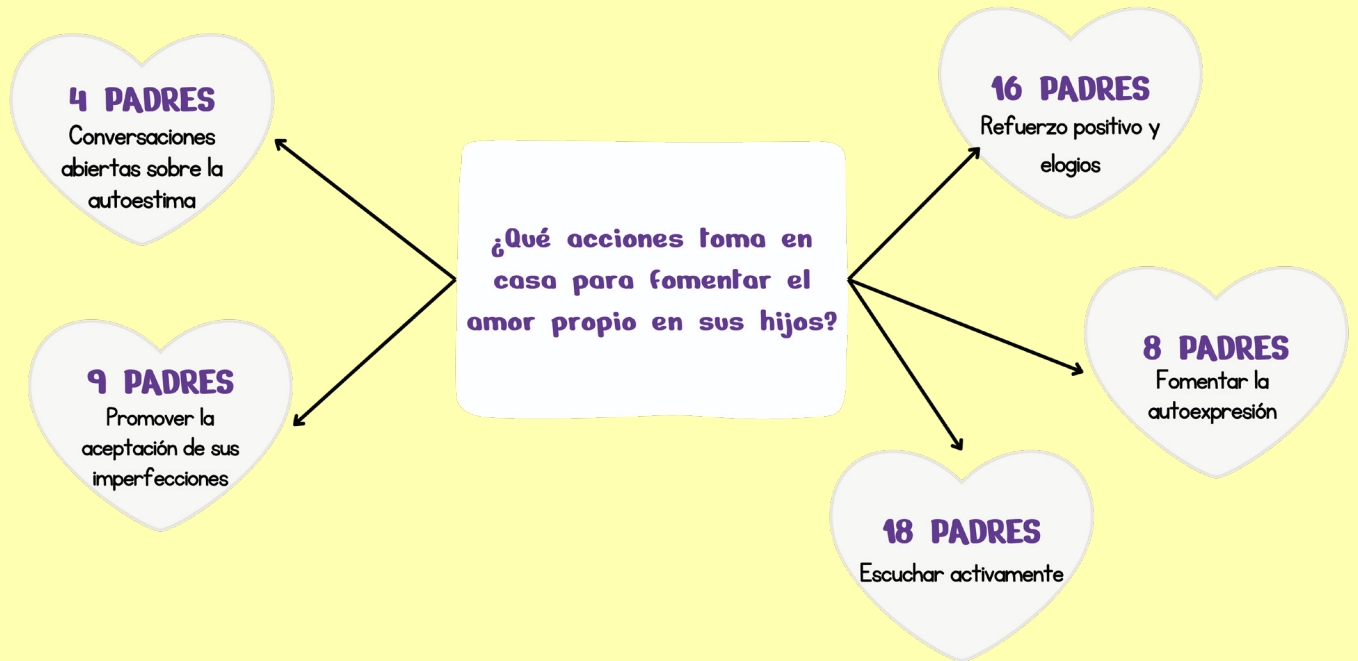 4 PADRES
Conversaciones
abiertas sobre la
autoestima
16 PADRES
Refuerzo positivo y
elogios
¿Qué acciones toma en
casa para fomentar el
amor propio en sus hijos?
9 PADRES
Promover la
aceptación de sus
imperfecciones
8 PADRES
Fomentar la
autoexpresión
18 PADRES
Escuchar activamente